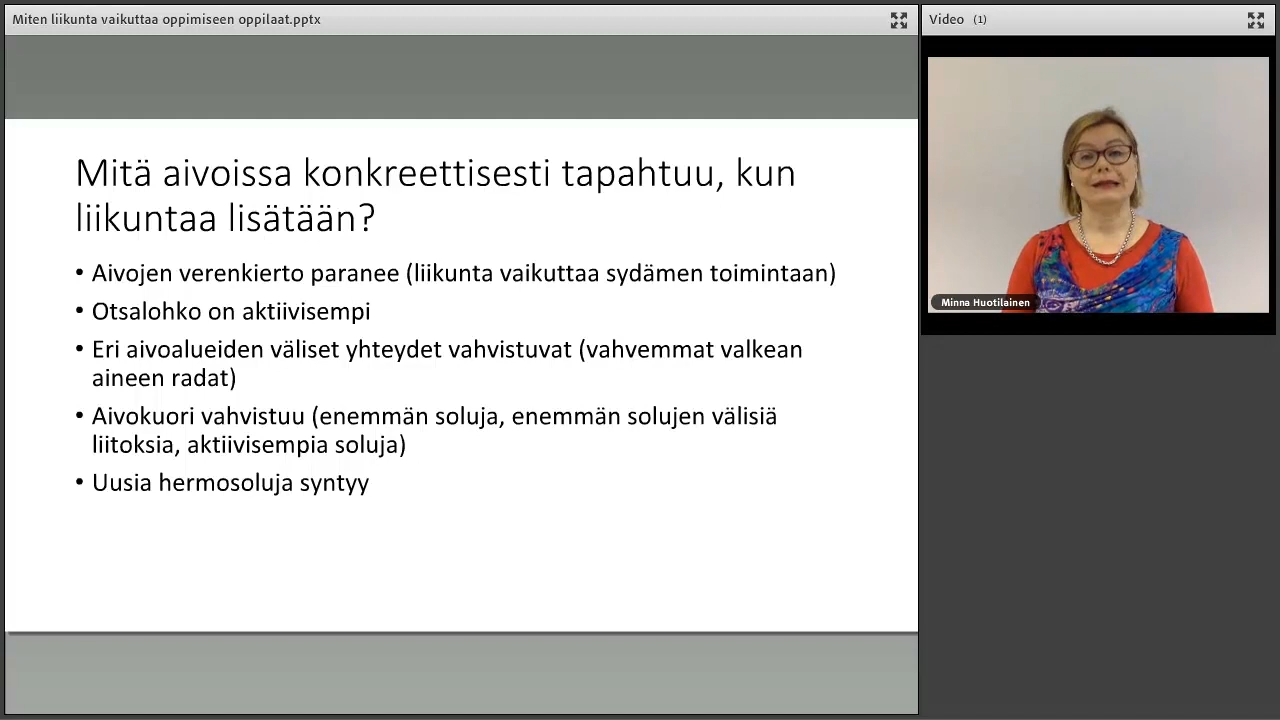 Miten liikunta vaikuttaa oppimiseen oppilaat.pptx
Video (1)
Mitä aivoissa konkreettisesti tapahtuu, kun
liikuntaa lisätään?
• Aivojen verenkierto paranee (liikunta vaikuttaa sydämen toimintaan)
• Otsalohko on aktiivisempi
• Eri aivoalueiden väliset yhteydet vahvistuvat (vahvemmat valkean
aineen radat)
• Aivokuori vahvistuu (enemmän soluja, enemmän solujen välisiä
liitoksia, aktiivisempia soluja)
• Uusia hermosoluja syntyy
Minna Huotilainen